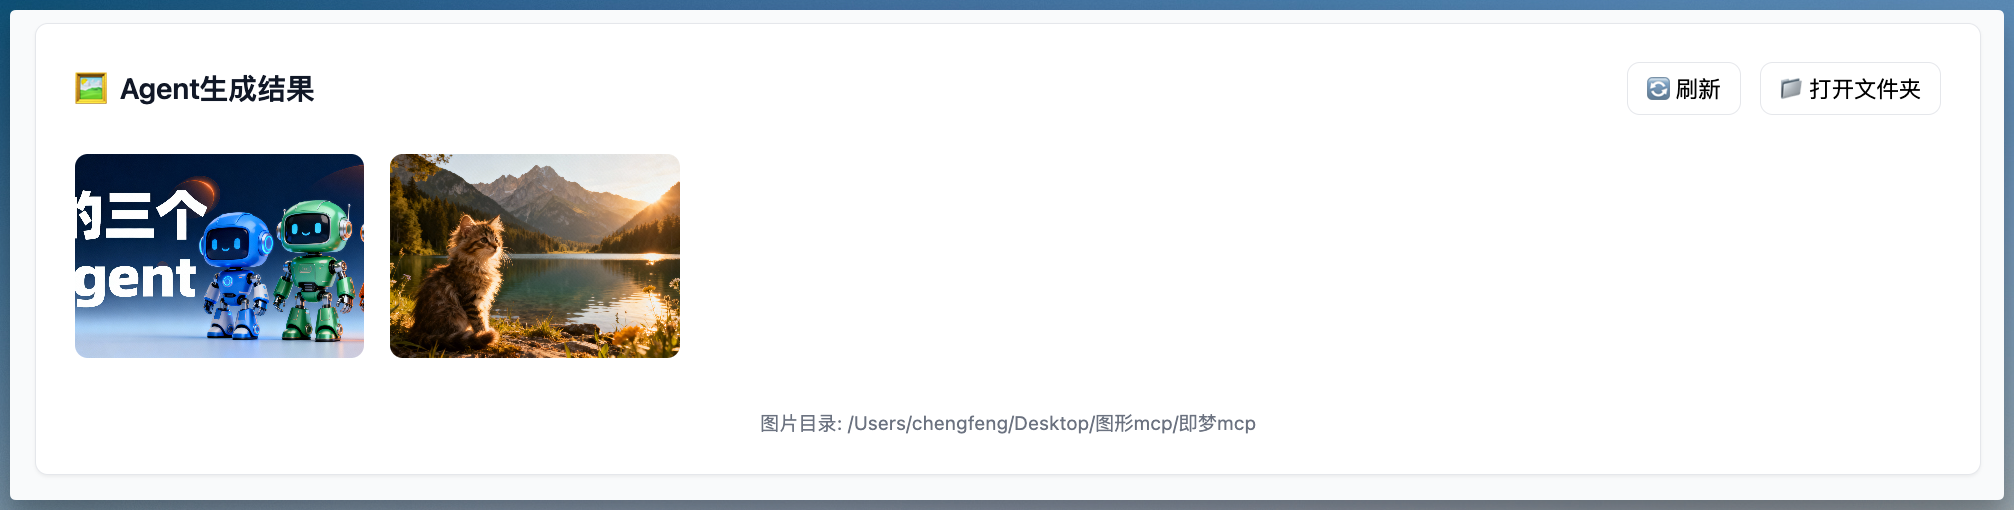 Agent生成结果
刷新
打开文件夹
的三个
gent
图片目录: /Users/chengfeng/Desktop/图形mcp/即梦mcp